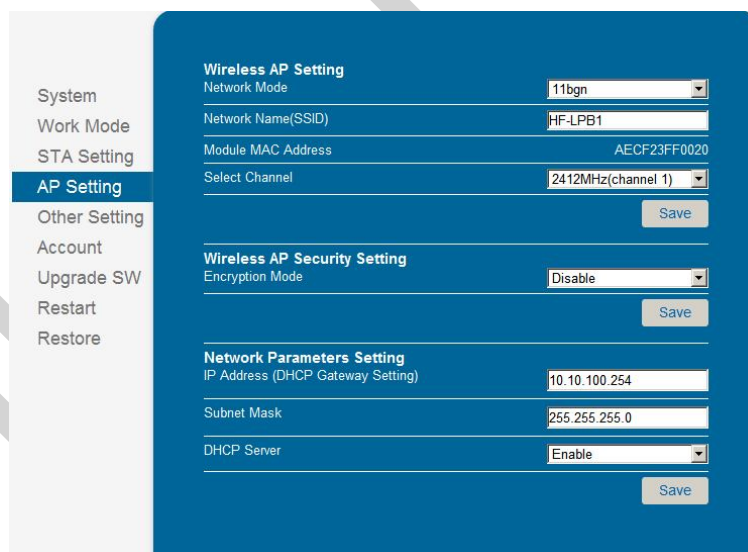 System
Work Mode
STA Setting
AP Setting
Other Setting
Account
Upgrade SW
Restart
Restore
Wireless AP Setting
Network Mode 11bgn
Network Name(SSID) HF-LPB1
Module MAC Address AECF23FF0020
Select Channel 2412MHz(channel 1)
Save
Wireless AP Security Setting
Encryption Mode Disable
Save
Network Parameters Setting
IP Address (DHCP Gateway Setting) 10.10.100.254
Subnet Mask 255.255.255.0
DHCP Server Enable
Save